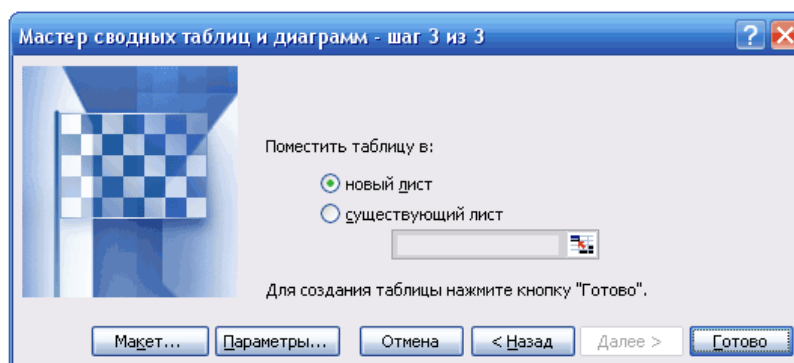 Мастер сводных таблиц и диаграмм - шаг 3 из 3
Поместить таблицу в:
новый лист
существующий лист
Для создания таблицы нажмите кнопку "Готово".
Макет... Параметры... Отмена < Назад Далее > Готово